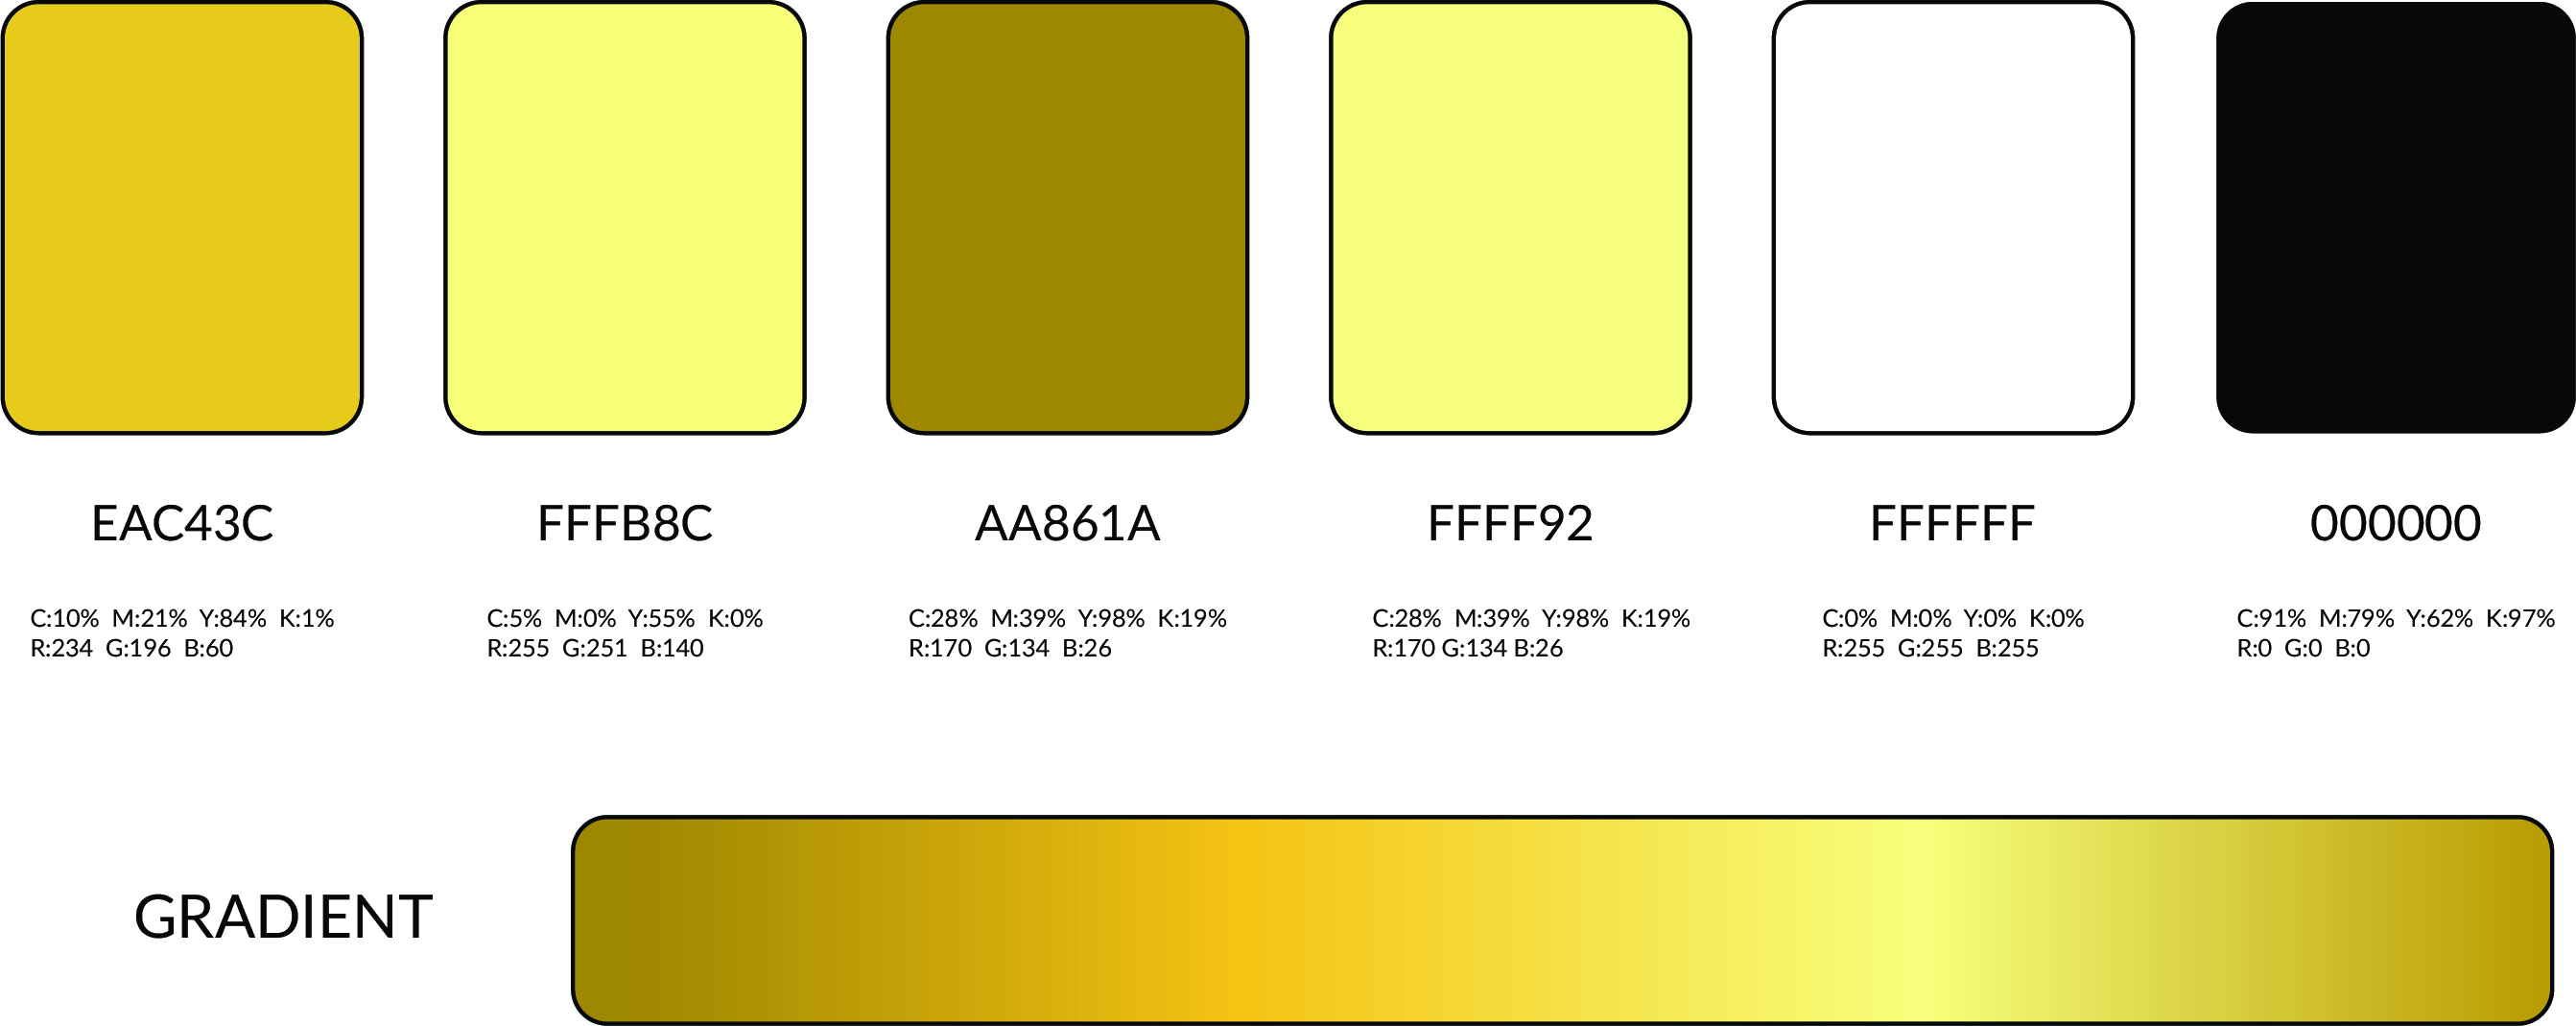 EAC43C FFFB8C AA861A FFFF92 FFFFFF 000000
C:10% M:21% Y:84% K:1% C:5% M:0% Y:55% K:0% C:28% M:39% Y:98% K:19% C:28% M:39% Y:98% K:19% C:0% M:0% Y:0% K:0% C:91% M:79% Y:62% K:97%
R:234 G:196 B:60 R:255 G:251 B:140 R:170 G:134 B:26 R:170 G:134 B:26 R:255 G:255 B:255 R:0 G:0 B:0
GRADIENT